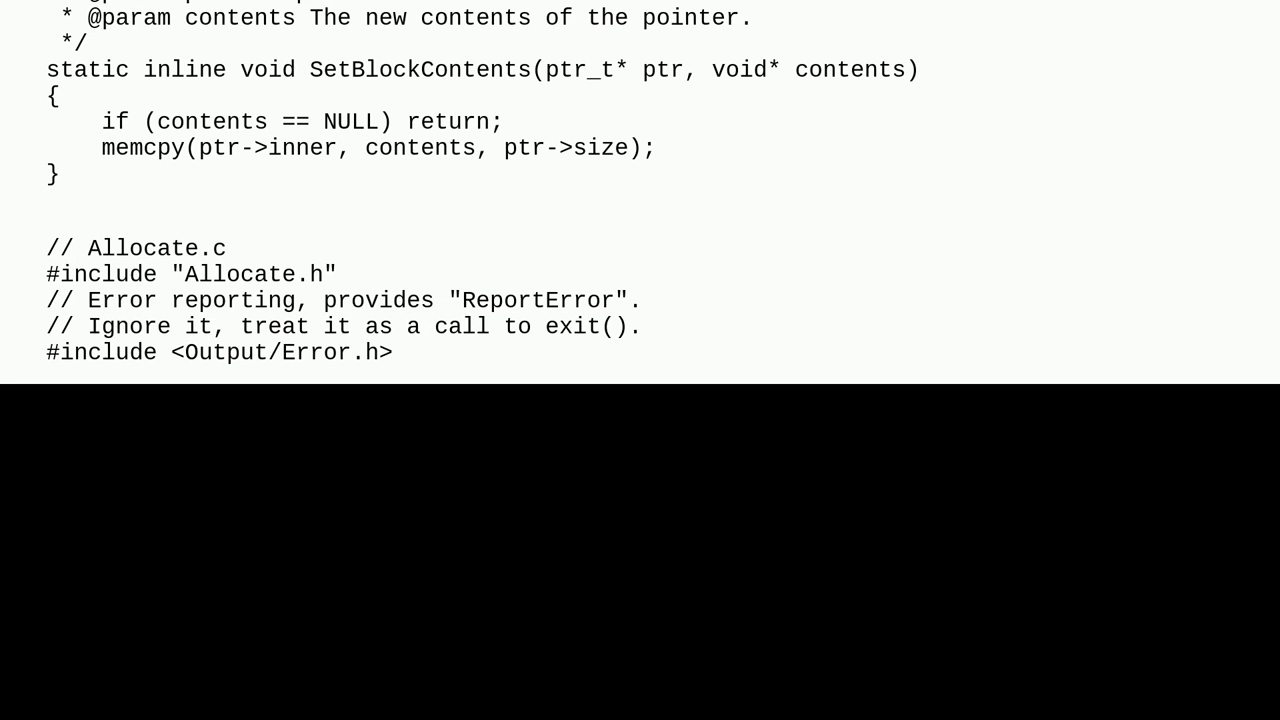 * @param contents The new contents of the pointer.
 */
static inline void SetBlockContents(ptr_t* ptr, void* contents)
{
    if (contents == NULL) return;
    memcpy(ptr->inner, contents, ptr->size);
}

// Allocate.c
#include "Allocate.h"
// Error reporting, provides "ReportError".
// Ignore it, treat it as a call to exit().
#include <Output/Error.h>